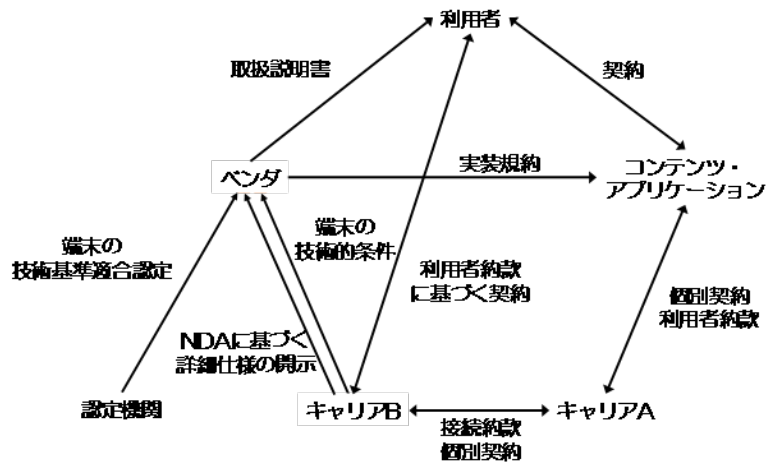 利用者
取扱説明書
契約
ベンダ
実装規約
コンテンツ・
アプリケーション
端末の
技術的条件
端末の
技術基準適合認定
利用者約款
に基づく契約
個別契約
利用者約款
NDAに基づく
詳細仕様の開示
認定機関
キャリアB
キャリアA
接続約款
個別契約